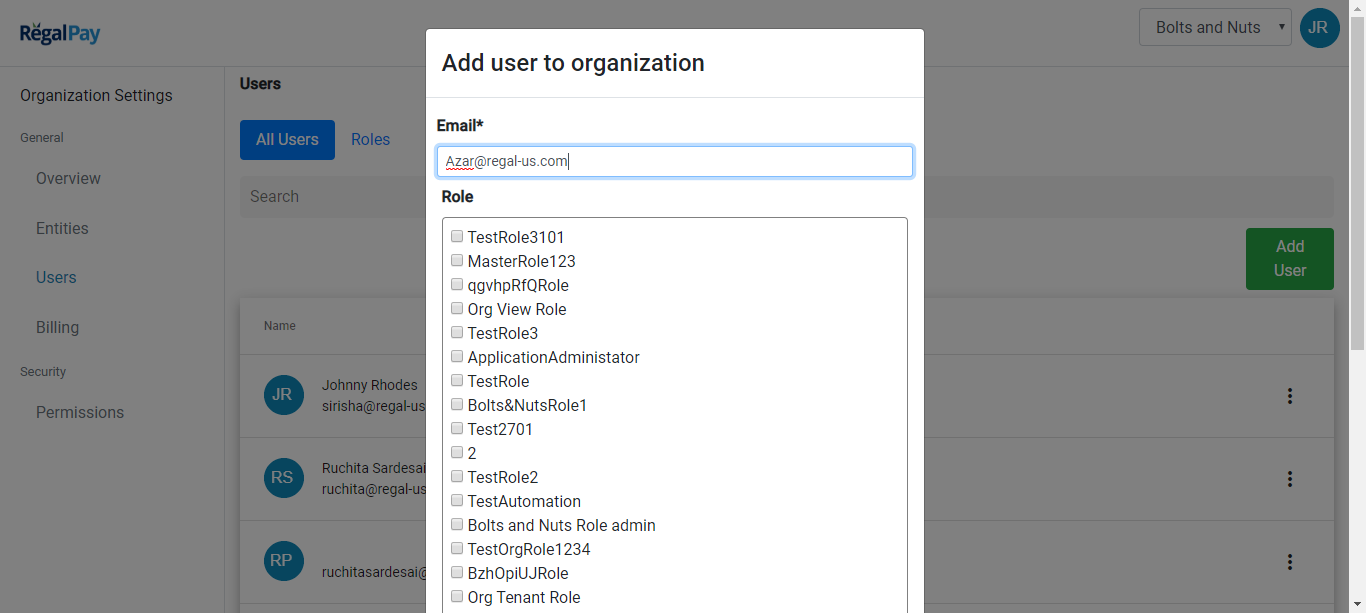 RegalPay
Bolts and Nuts
JR
Organization Settings
General
Overview
Entities
Users
Billing
Security
Permissions
Users
All Users
Roles
Search
Add
User
Name
JR
Johnny Rhodes
sirisha@regal-us
RS
Ruchita Sardesai
ruchita@regal-us
RP
ruchitasardesai@
Add user to organization
Email*
Azar@regal-us.com
Role
TestRole3101
MasterRole123
qgvhpRfQRole
Org View Role
TestRole3
ApplicationAdministator
TestRole
Bolts&NutsRole1
Test2701
2
TestRole2
TestAutomation
Bolts and Nuts Role admin
TestOrgRole1234
BzhOpiUJRole
Org Tenant Role